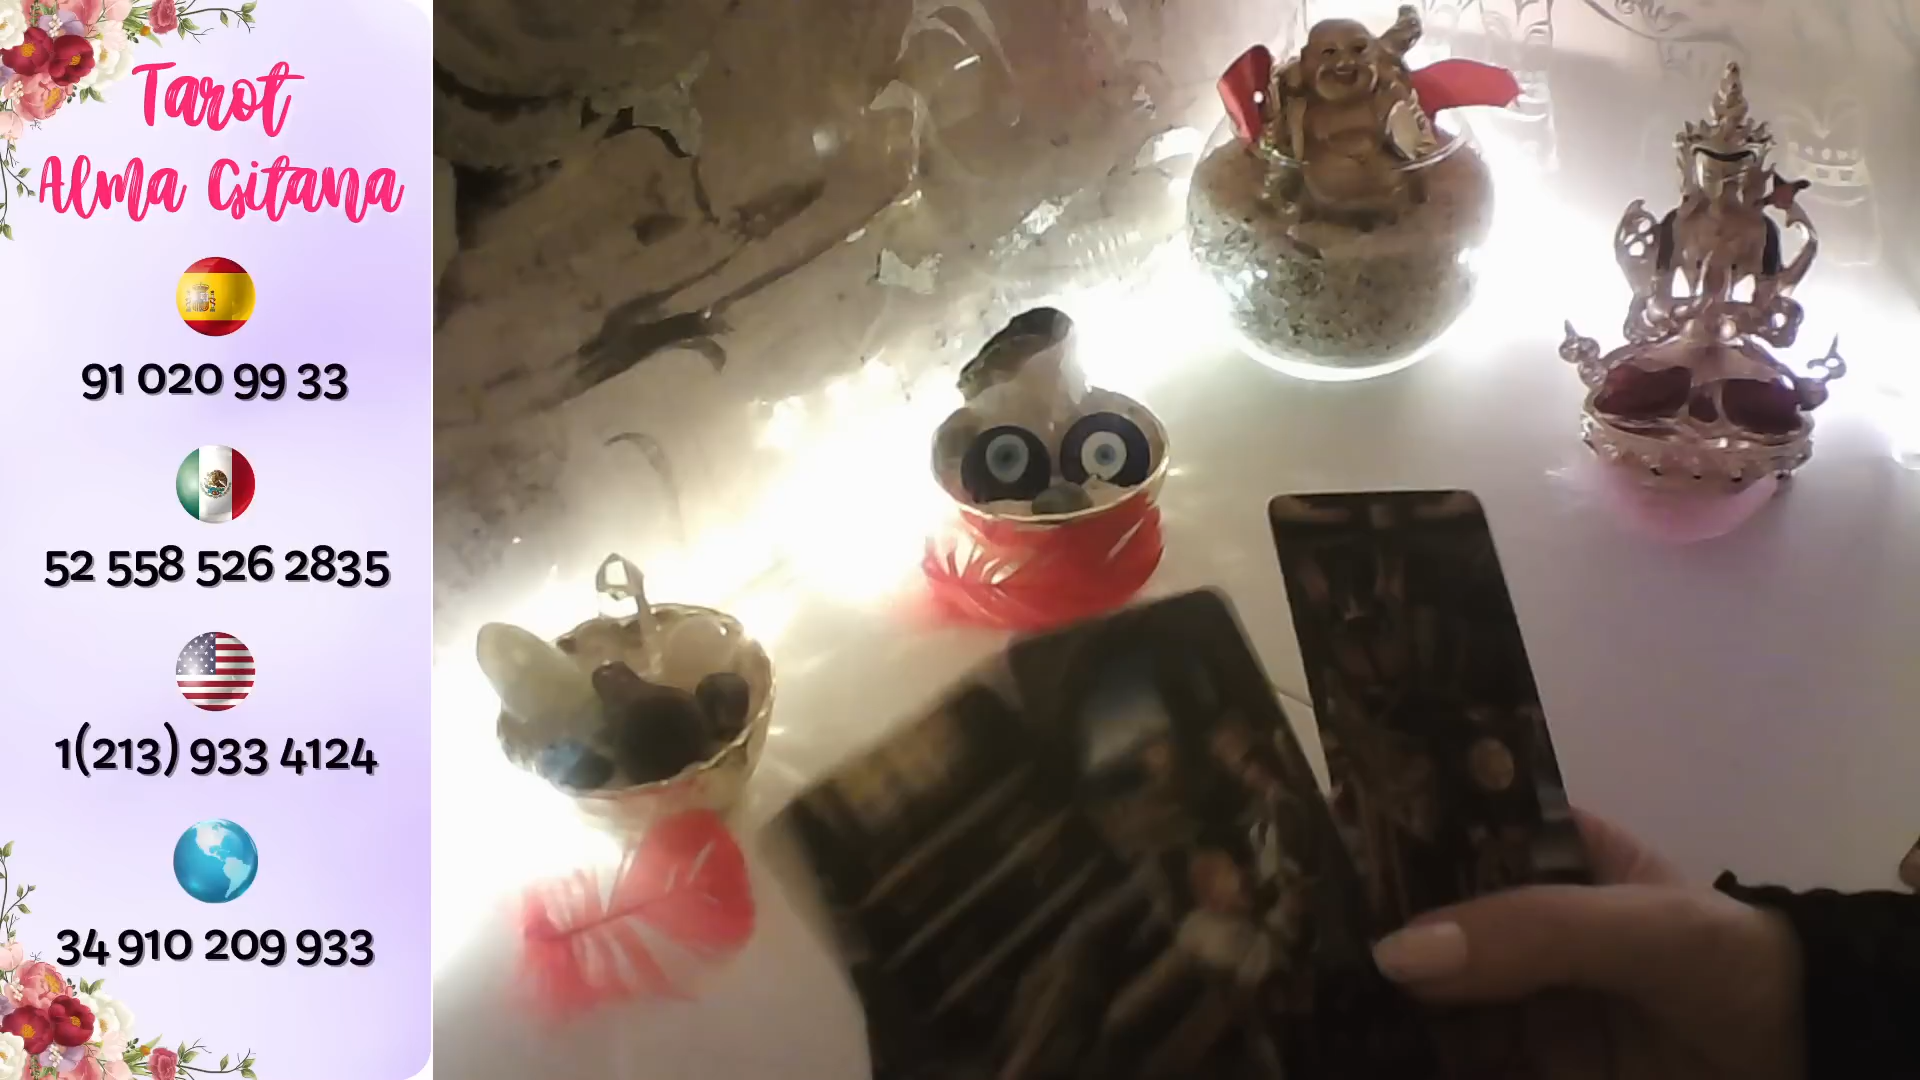 Tarot
Alma Gitana
91 020 99 33
52 558 526 2835
1(213) 933 4124
34 910 209 933